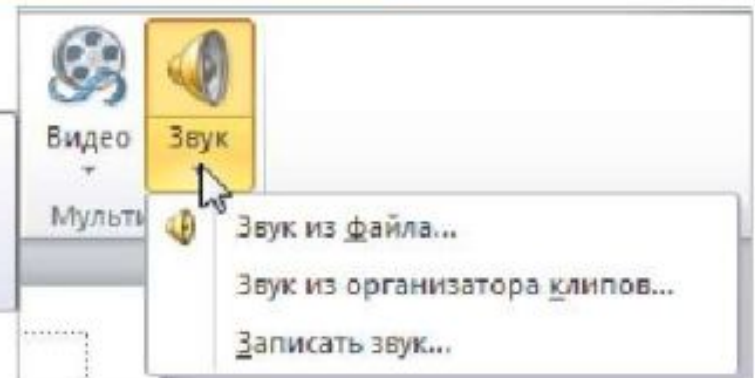 Видео Звук
Мульти
Звук из файла...
Звук из организатора клипов...
Записать звук...